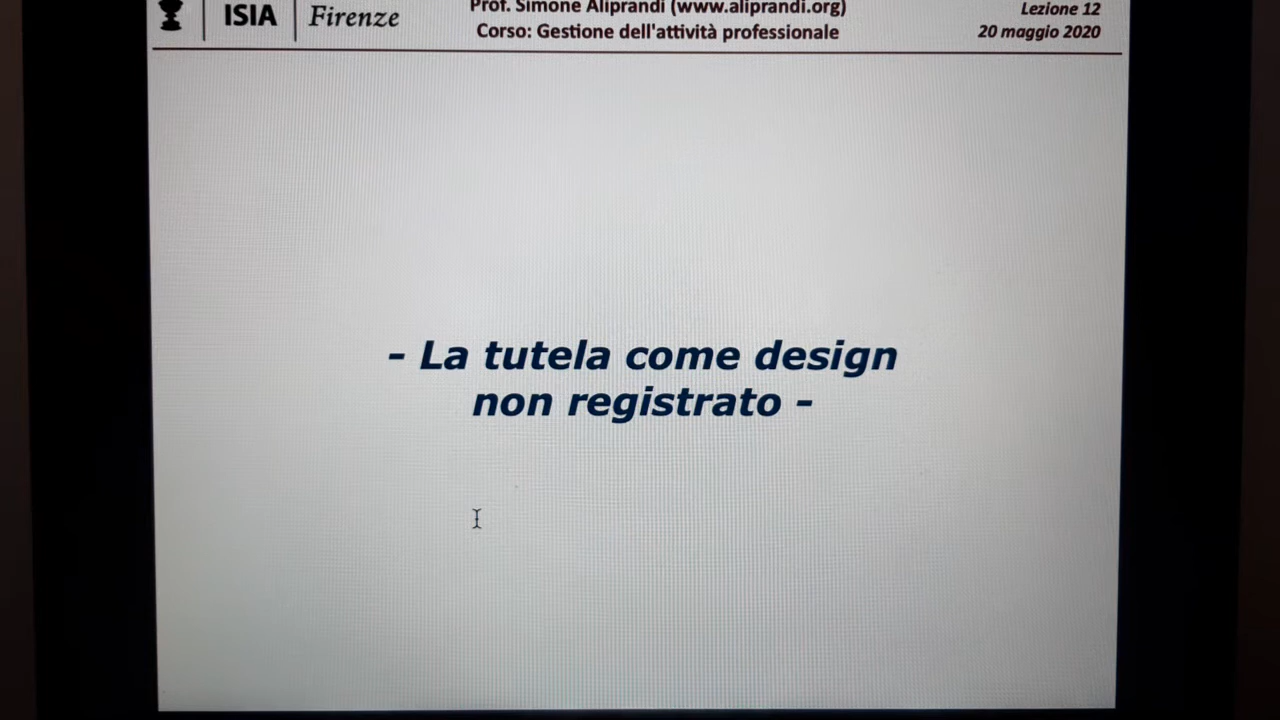 ISIA Firenze
Prof. Simone Aliprandi (www.aliprandi.org)
Corso: Gestione dell'attività professionale
Lezione 12
20 maggio 2020
- La tutela come design
non registrato -